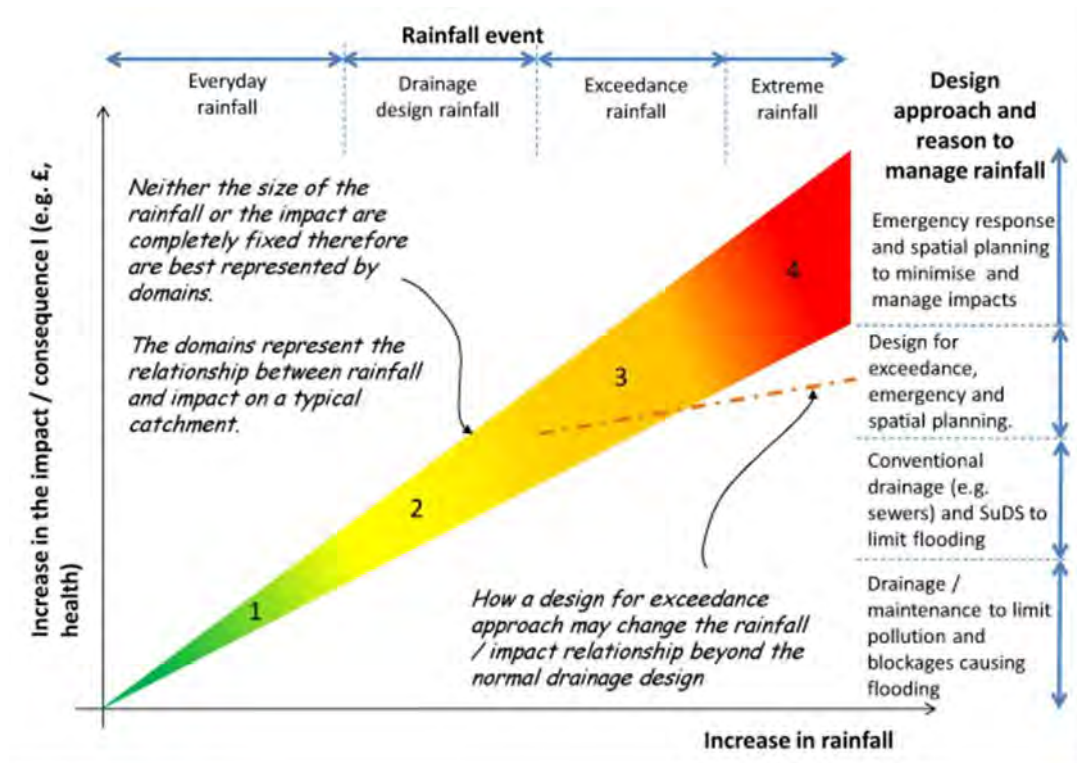 Rainfall event
Everyday
rainfall
Drainage
design rainfall
Exceedance
rainfall
Extreme
rainfall
Design
approach and
reason to
manage rainfall
Increase in the impact / consequence I (e.g. £,
health)
Neither the size of the
rainfall or the impact are
completely fixed therefore
are best represented by
domains.
The domains represent the
relationship between rainfall
and impact on a typical
catchment.
1
2
3
4
How a design for exceedance
approach may change the rainfall
/ impact relationship beyond the
normal drainage design
Emergency response
and spatial planning
to minimise and
manage impacts
Design for
exceedance,
emergency and
spatial planning.
Conventional
drainage (e.g.
sewers) and SuDS to
limit flooding
Drainage /
maintenance to limit
pollution and
blockages causing
flooding
Increase in rainfall